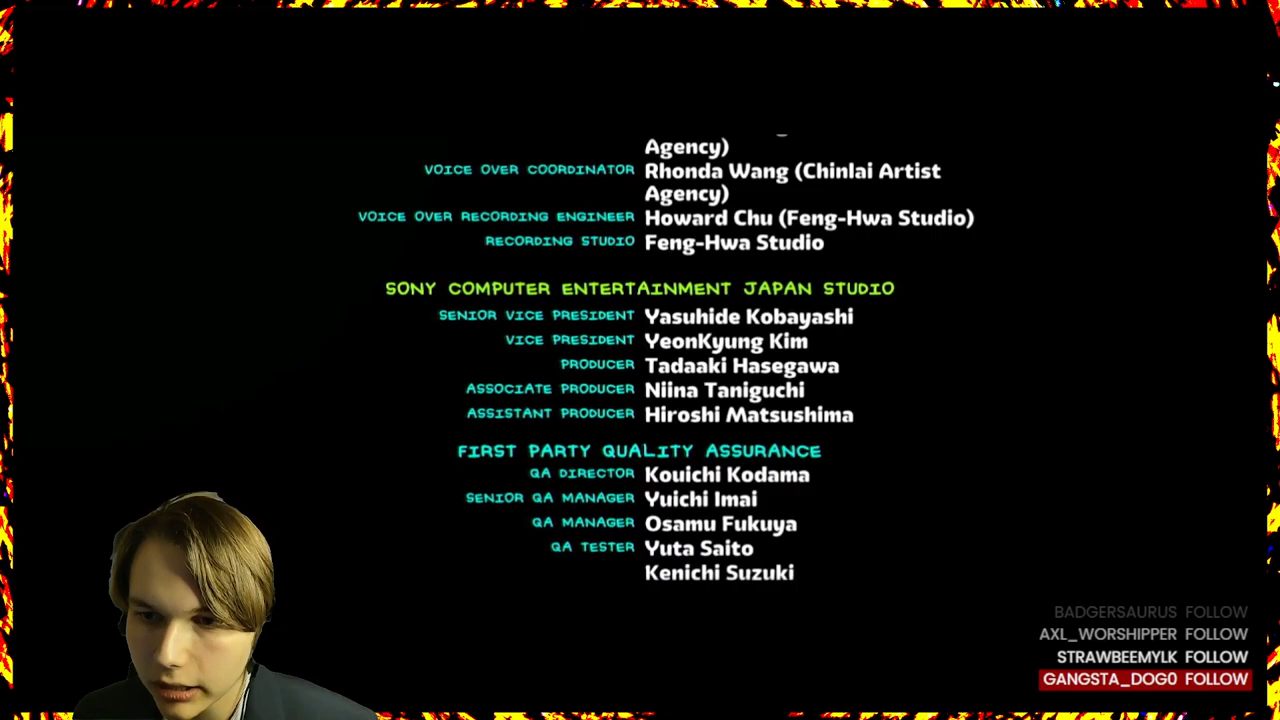 Agency)
VOICE OVER COORDINATOR Rhonda Wang (Chinlai Artist
Agency)
VOICE OVER RECORDING ENGINEER Howard Chu (Feng-Hwa Studio)
RECORDING STUDIO Feng-Hwa Studio
SONY COMPUTER ENTERTAINMENT JAPAN STUDIO
SENIOR VICE PRESIDENT Yasuhide Kobayashi
VICE PRESIDENT YeonKyung Kim
PRODUCER Tadaaki Hasegawa
ASSOCIATE PRODUCER Niina Taniguchi
ASSISTANT PRODUCER Hiroshi Matsushima
FIRST PARTY QUALITY ASSURANCE
QA DIRECTOR Kouichi Kodama
SENIOR QA MANAGER Yuichi Imai
QA MANAGER Osamu Fukuya
QA TESTER Yuta Saito
Kenichi Suzuki
BADGERSAURUS FOLLOW
AXL_WORSHIPPER FOLLOW
STRAWBEEMYLK FOLLOW
GANGSTA_DOG0 FOLLOW